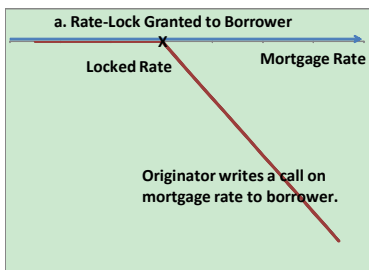 a. Rate-Lock Granted to Borrower
X
Locked Rate
Mortgage Rate
Originator writes a call on
mortgage rate to borrower.